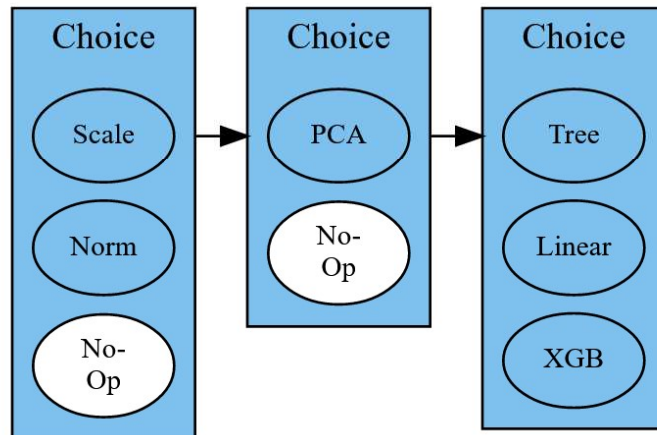 Choice
Scale
Norm
No-
Op
Choice
PCA
No-
Op
Choice
Tree
Linear
XGB